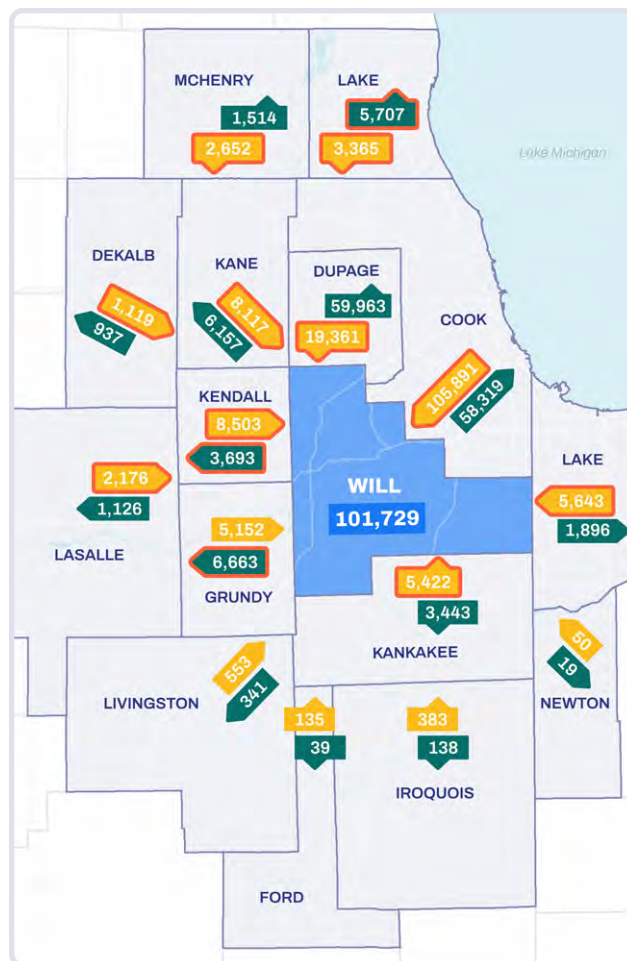 MCHENRY
1,514
2,652
LAKE
5,707
3,365
Lake Michigan
DEKALB
1,119
937
KANE
8,117
6,157
DUPAGE
59,963
19,361
COOK
105,891
58,319
KENDALL
8,503
3,693
LASALLE
2,176
1,126
GRUNDY
5,152
6,663
WILL
101,729
LAKE
5,643
1,896
5,422
3,443
KANKAKEE
LIVINGSTON
553
341
135
39
383
138
IROQUOIS
50
19
NEWTON
FORD